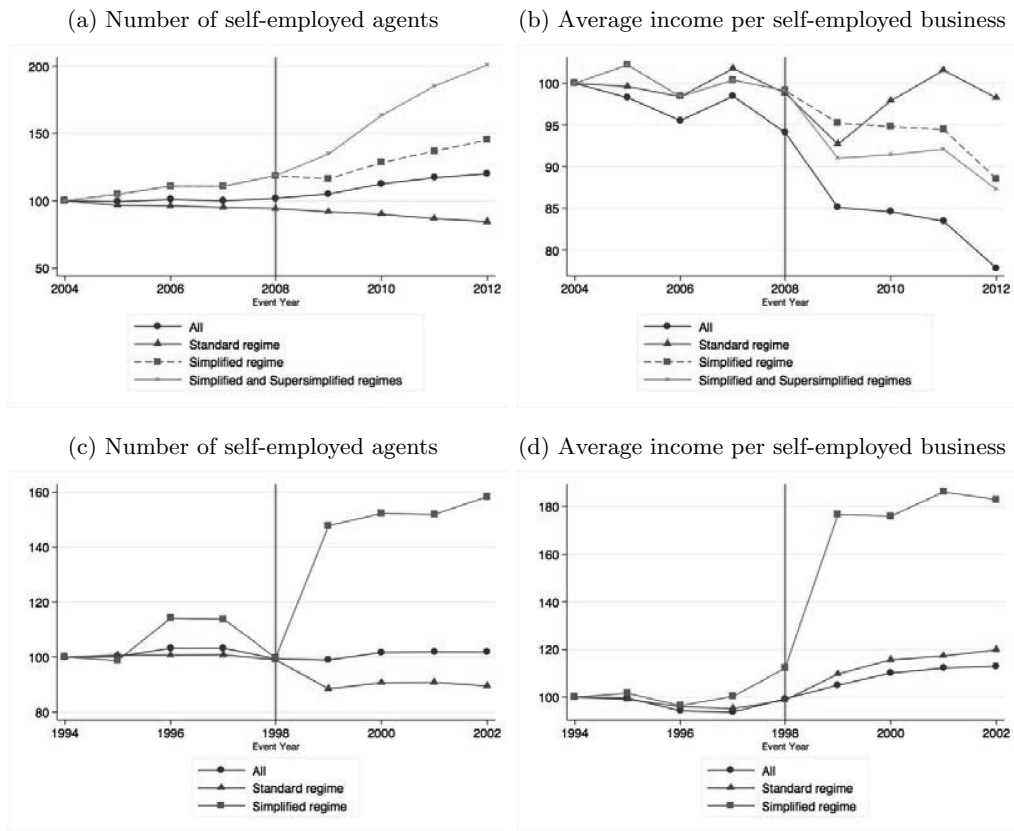 (a) Number of self-employed agents
200
150
100
50
2004 2006 2008 2010 2012
Event Year
All
Standard regime
Simplified regime
Simplified and Supersimplified regimes
(b) Average income per self-employed business
100
95
90
85
80
2004 2006 2008 2010 2012
Event Year
All
Standard regime
Simplified regime
Simplified and Supersimplified regimes
(c) Number of self-employed agents
160
140
120
100
80
1994 1996 1998 2000 2002
Event Year
All
Standard regime
Simplified regime
(d) Average income per self-employed business
180
160
140
120
100
1994 1996 1998 2000 2002
Event Year
All
Standard regime
Simplified regime